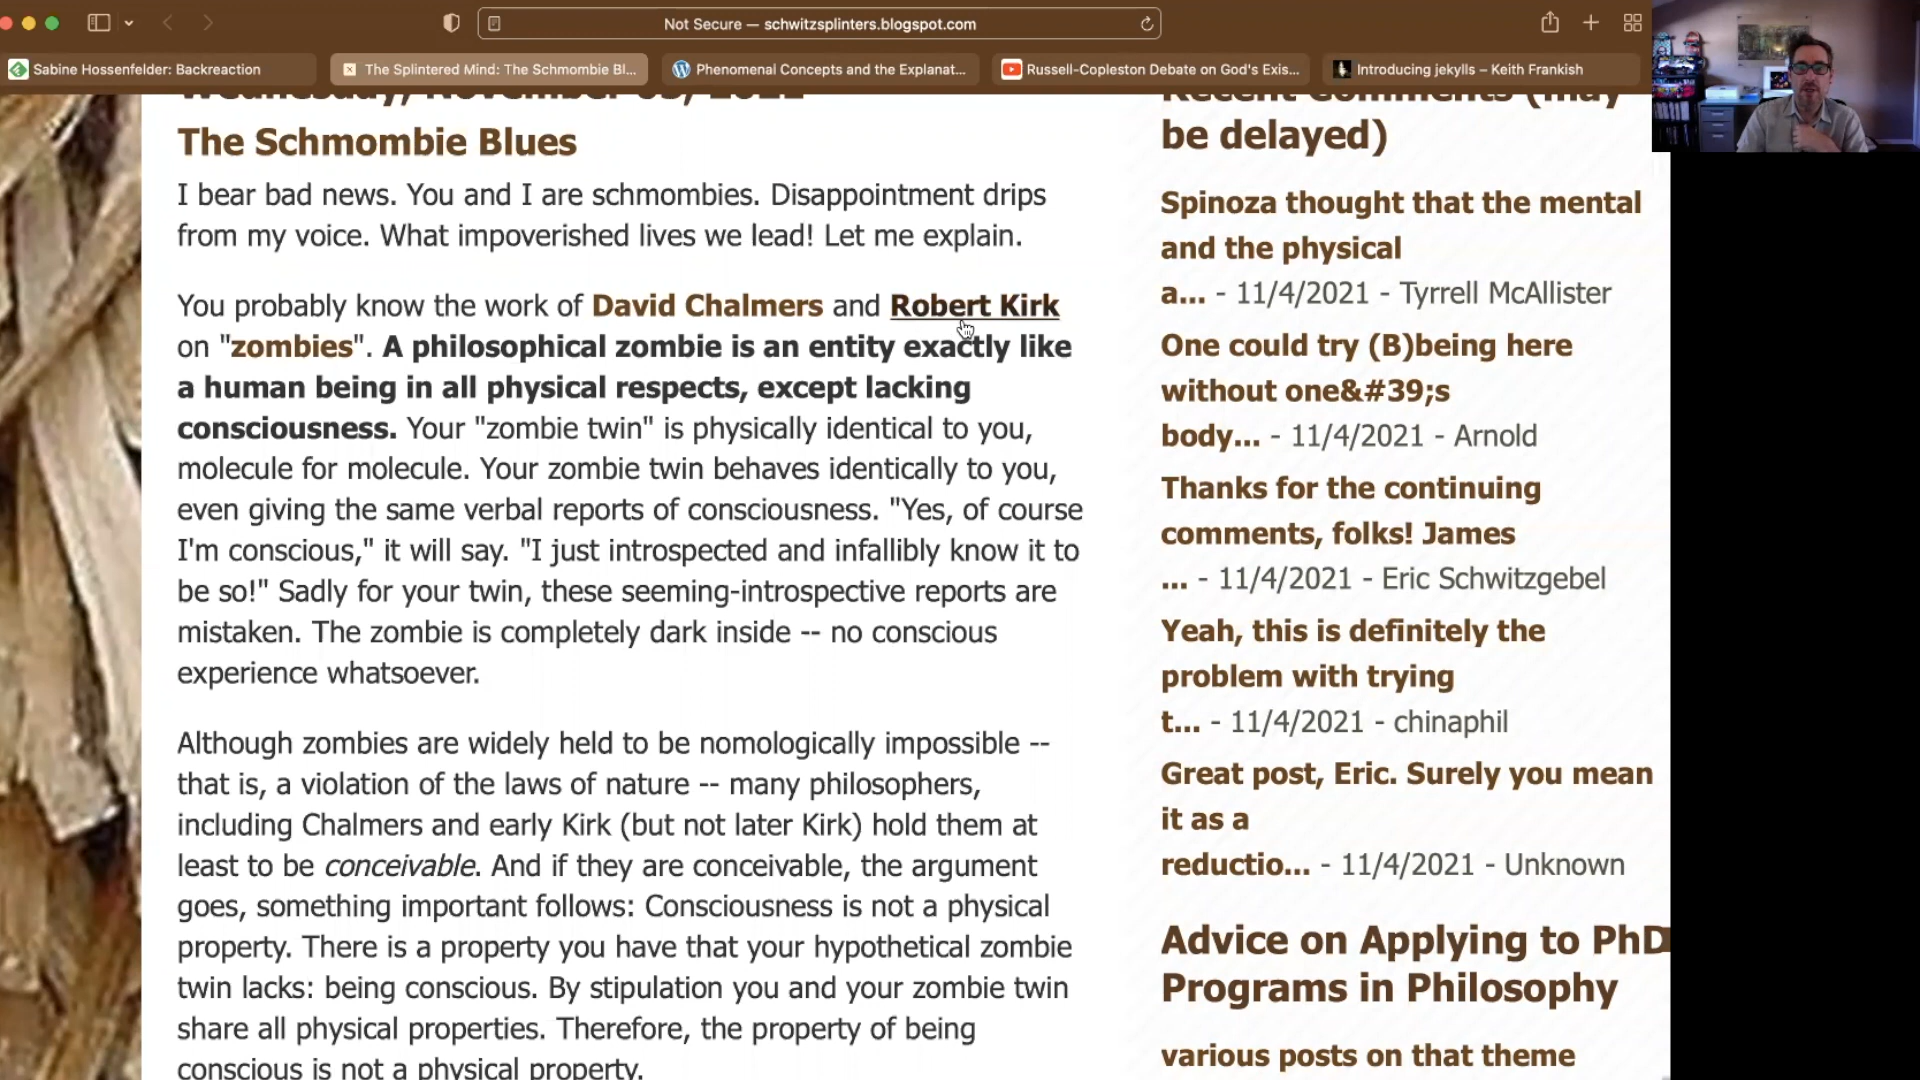 Not Secure — schwitzsplinters.blogspot.com
Sabine Hossenfelder: Backreaction
The Splintered Mind: The Schmombie Bl...
Phenomenal Concepts and the Explanat...
Russell-Copleston Debate on God's Exis...
Introducing jekylls – Keith Frankish
The Schmombie Blues
I bear bad news. You and I are schmombies. Disappointment drips
from my voice. What impoverished lives we lead! Let me explain.
You probably know the work of David Chalmers and Robert Kirk
on "zombies". A philosophical zombie is an entity exactly like
a human being in all physical respects, except lacking
consciousness. Your "zombie twin" is physically identical to you,
molecule for molecule. Your zombie twin behaves identically to you,
even giving the same verbal reports of consciousness. "Yes, of course
I'm conscious," it will say. "I just introspected and infallibly know it to
be so!" Sadly for your twin, these seeming-introspective reports are
mistaken. The zombie is completely dark inside -- no conscious
experience whatsoever.
Although zombies are widely held to be nomologically impossible --
that is, a violation of the laws of nature -- many philosophers,
including Chalmers and early Kirk (but not later Kirk) hold them at
least to be conceivable. And if they are conceivable, the argument
goes, something important follows: Consciousness is not a physical
property. There is a property you have that your hypothetical zombie
twin lacks: being conscious. By stipulation you and your zombie twin
share all physical properties. Therefore, the property of being
conscious is not a physical property.
Recent Comments (may
be delayed)
Spinoza thought that the mental
and the physical
a... - 11/4/2021 - Tyrrell McAllister
One could try (B)being here
without one&#39;s
body... - 11/4/2021 - Arnold
Thanks for the continuing
comments, folks! James
... - 11/4/2021 - Eric Schwitzgebel
Yeah, this is definitely the
problem with trying
t... - 11/4/2021 - chinaphil
Great post, Eric. Surely you mean
it as a
reductio... - 11/4/2021 - Unknown
Advice on Applying to PhD
Programs in Philosophy
various posts on that theme